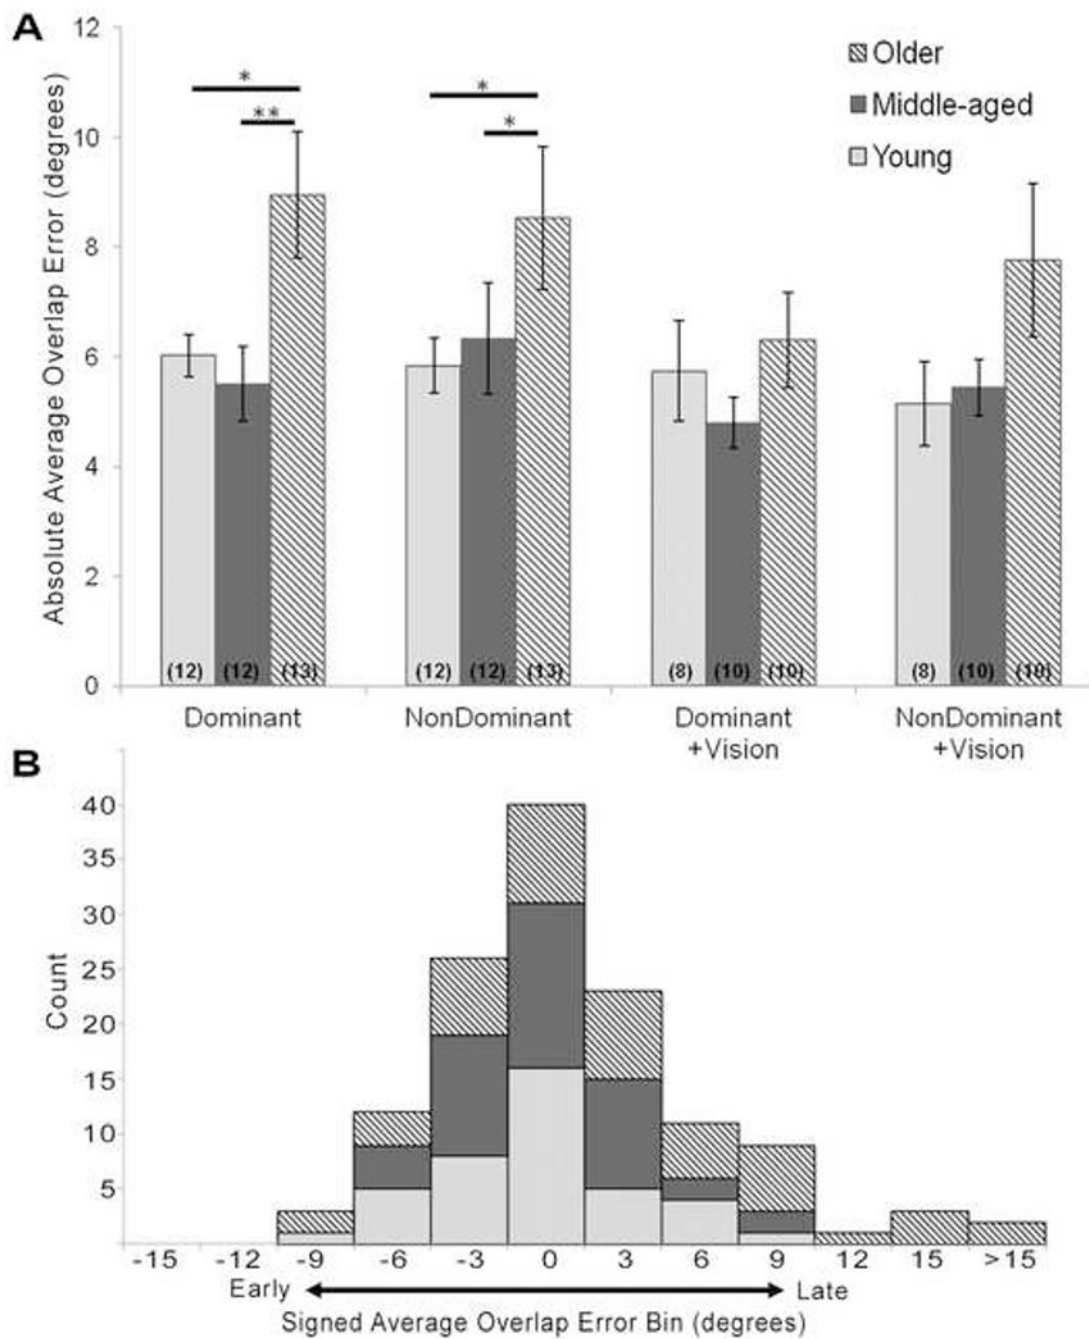 A
12
10
8
6
4
2
0
Absolute Average Overlap Error (degrees)
Older
Middle-aged
Young
*
**
*
*
(12) (12) (13) (12) (12) (13) (8) (10) (10) (8) (10) (10)
Dominant NonDominant Dominant NonDominant
+Vision +Vision
B
40
35
30
25
20
15
10
5
Count
-15 -12 -9 -6 -3 0 3 6 9 12 15 >15
Early Late
Signed Average Overlap Error Bin (degrees)